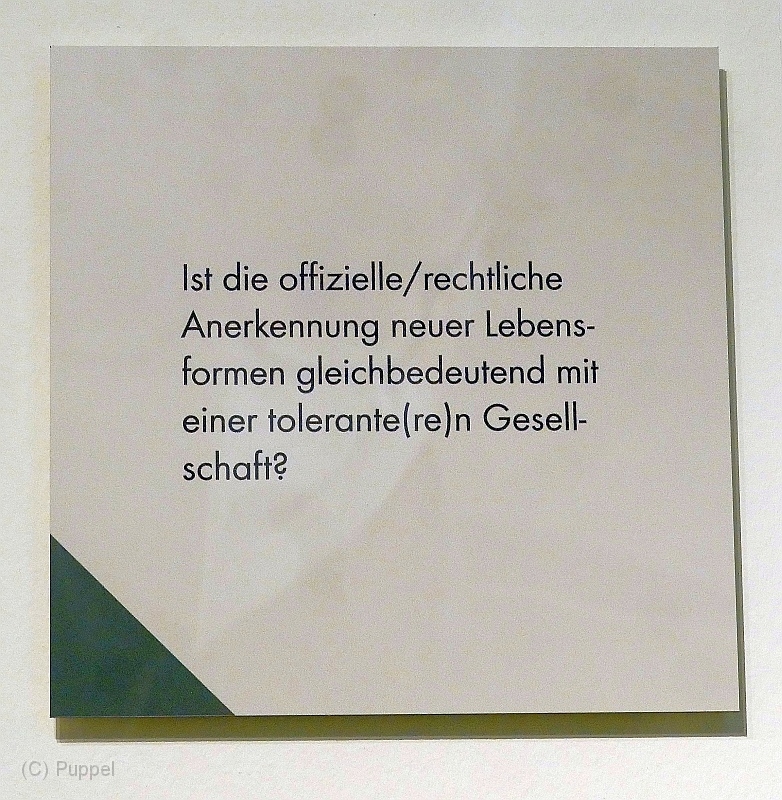 Ist die offizielle/rechtliche
Anerkennung neuer Lebens-
formen gleichbedeutend mit
einer tolerante(re)n Gesell-
schaft?
(C) Puppel